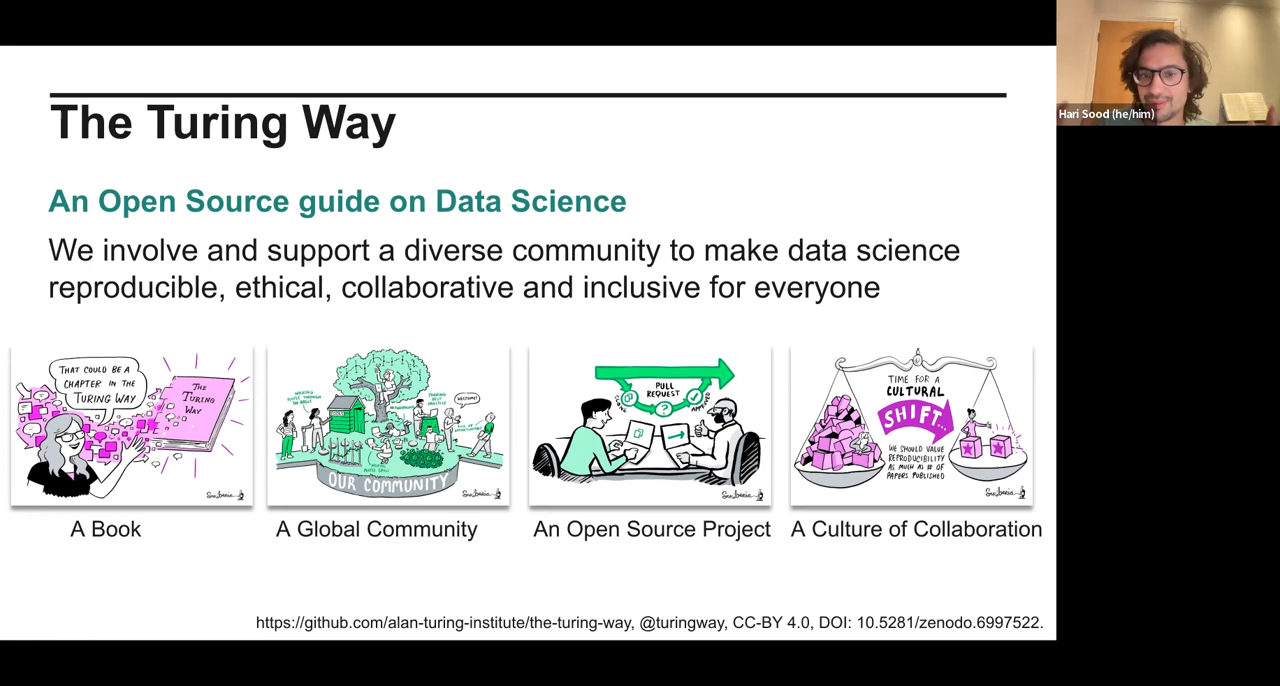 The Turing Way
Hari Sood (he/him)
An Open Source guide on Data Science
We involve and support a diverse community to make data science
reproducible, ethical, collaborative and inclusive for everyone
THAT COULD BE A
CHAPTER IN THE
TURING WAY
THE
TURING
WAY
WELCOME!
OUR COMMUNITY
PULL
REQUEST
TIME FOR A
CULTURAL
SHIFT...
WE SHOULD VALUE
REPRODUCIBILITY
AS MUCH AS # OF
PAPERS PUBLISHED
A Book
A Global Community
An Open Source Project
A Culture of Collaboration
https://github.com/alan-turing-institute/the-turing-way, @turingway, CC-BY 4.0, DOI: 10.5281/zenodo.6997522.